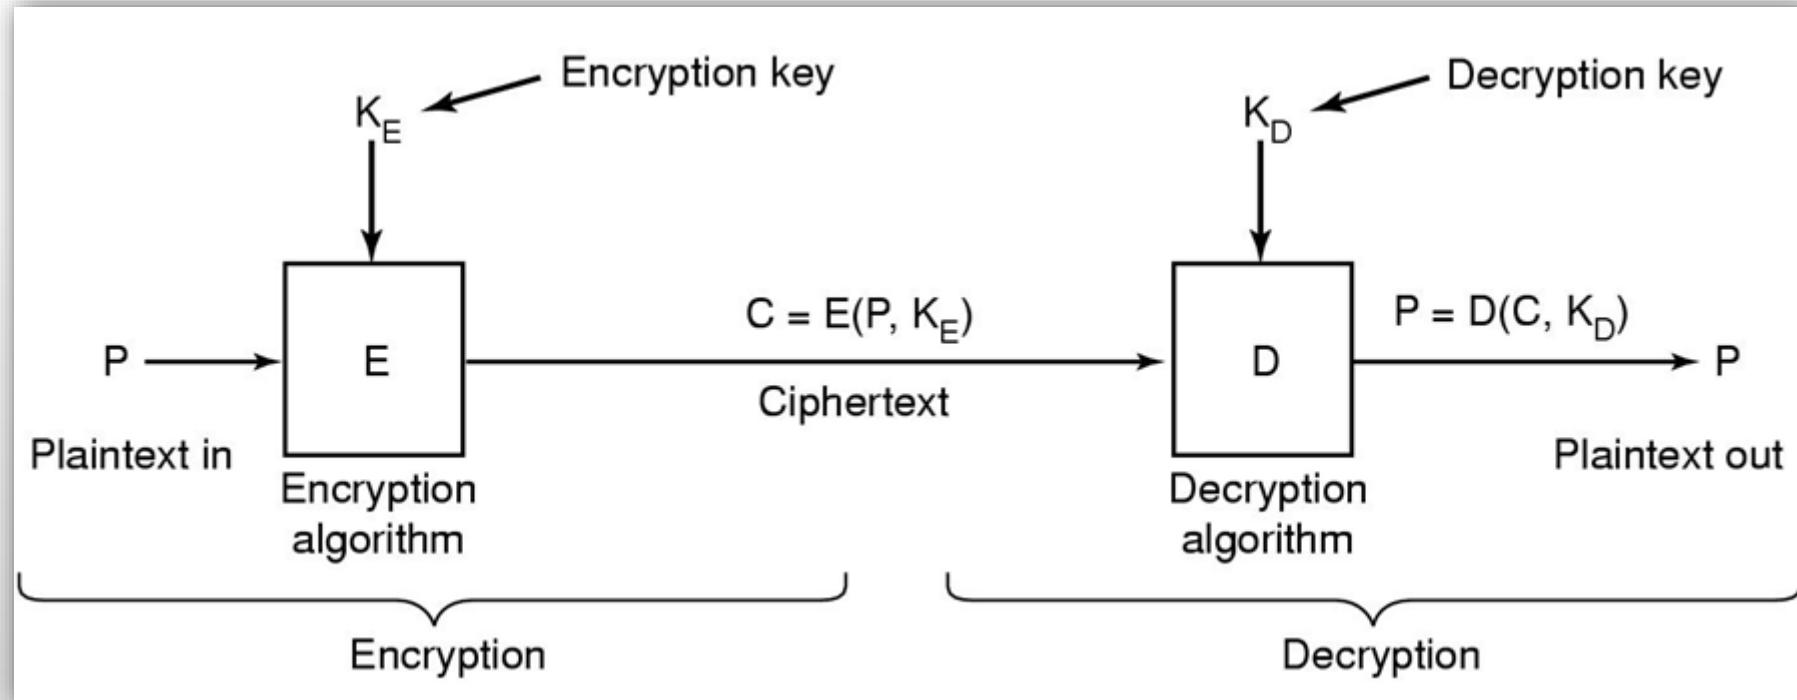 Encryption key
K_E
Decryption key
K_D
P
E
C = E(P, K_E)
Ciphertext
D
P = D(C, K_D)
P
Plaintext in
Encryption
algorithm
Decryption
algorithm
Plaintext out
Encryption
Decryption